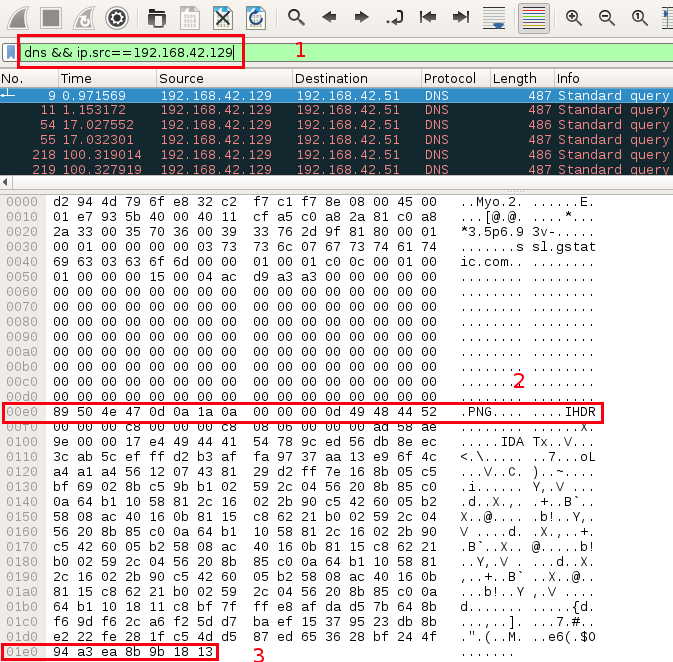 dns && ip.src==192.168.42.129 1
No. Time Source Destination Protocol Length Info
9 0.971569 192.168.42.129 192.168.42.51 DNS 487 Standard query
11 1.153172 192.168.42.129 192.168.42.51 DNS 487 Standard query
54 17.027552 192.168.42.129 192.168.42.51 DNS 486 Standard query
55 17.032301 192.168.42.129 192.168.42.51 DNS 487 Standard query
218 100.319014 192.168.42.129 192.168.42.51 DNS 486 Standard query
219 100.327919 192.168.42.129 192.168.42.51 DNS 487 Standard query
0000 d2 94 4d 79 6f e8 32 c2 f7 c1 f7 8e 08 00 45 00 ..Myo.2. ......E.
0010 01 e7 93 5b 40 00 40 11 cf a5 c0 a8 2a 81 c0 a8 ...[@.@. ....*...
0020 2a 33 00 35 70 36 00 39 33 76 2d 9f 81 80 00 01 *3.5p6.9 3v-.....
0030 00 01 00 00 00 00 03 73 73 6c 07 67 73 74 61 74 .......s sl.gstat
0040 69 63 03 63 6f 6d 00 00 01 00 01 c0 0c 00 01 00 ic.com.. ........
0050 01 00 00 00 15 00 04 ac d9 a3 a3 00 00 00 00 00 ........ ........
0060 00 00 00 00 00 00 00 00 00 00 00 00 00 00 00 00 ........ ........
0070 00 00 00 00 00 00 00 00 00 00 00 00 00 00 00 00 ........ ........
0080 00 00 00 00 00 00 00 00 00 00 00 00 00 00 00 00 ........ ........
0090 00 00 00 00 00 00 00 00 00 00 00 00 00 00 00 00 ........ ........
00a0 00 00 00 00 00 00 00 00 00 00 00 00 00 00 00 00 ........ ........
00b0 00 00 00 00 00 00 00 00 00 00 00 00 00 00 00 00 ........ ........
00c0 00 00 00 00 00 00 00 00 00 00 00 00 00 00 00 00 ........ ........
2
00d0 00 00 00 00 00 00 00 00 00 00 00 00 00 00 00 00 ........ ........
00e0 89 50 4e 47 0d 0a 1a 0a 00 00 00 0d 49 48 44 52 .PNG.... ....IHDR
00f0 00 00 00 c8 00 00 00 c8 08 06 00 00 00 ad 58 ae ........ ......X.
0100 9e 00 00 17 e4 49 44 41 54 78 9c ed 56 db 8e ec .....IDA Tx..V...
0110 3c ab 5c ef ff d2 b3 af fa 97 37 aa 13 e9 6f 4c <.\..... ..7...oL
0120 a4 a1 a4 56 12 07 43 81 29 d2 ff 7e 16 8b 05 c5 ...V..C. )..~....
0130 bf 69 02 8b c5 9b b1 02 59 2c 04 56 20 8b 85 c0 .i...... Y,.V ...
0140 0a 64 b1 10 58 81 2c 16 02 2b 90 c5 42 60 05 b2 .d..X.,. .+..B`..
0150 58 08 ac 40 16 0b 81 15 c8 62 21 b0 02 59 2c 04 X..@.... .b!..Y,.
0160 56 20 8b 85 c0 0a 64 b1 10 58 81 2c 16 02 2b 90 V ....d. .X.,..+.
0170 c5 42 60 05 b2 58 08 ac 40 16 0b 81 15 c8 62 21 .B`..X.. @.....b!
0180 b0 02 59 2c 04 56 20 8b 85 c0 0a 64 b1 10 58 81 ..Y,.V . ...d..X.
0190 2c 16 02 2b 90 c5 42 60 05 b2 58 08 ac 40 16 0b ,..+..B` ..X..@..
01a0 81 15 c8 62 21 b0 02 59 2c 04 56 20 8b 85 c0 0a ...b!..Y ,.V ....
01b0 64 b1 10 18 11 c8 bf 7f ff e8 af da d5 7b 64 8b d....... .....{d.
01c0 f6 9d f6 2c a6 f2 5d d7 ba ef 15 37 95 23 db 8b ...,..]. ...7.#..
01d0 e2 22 fe 28 1f c5 4d d5 87 ed 65 36 28 bf 24 4f .".(..M. ..e6(.$O
01e0 94 a3 ea 8b 9b 18 13 .......
3